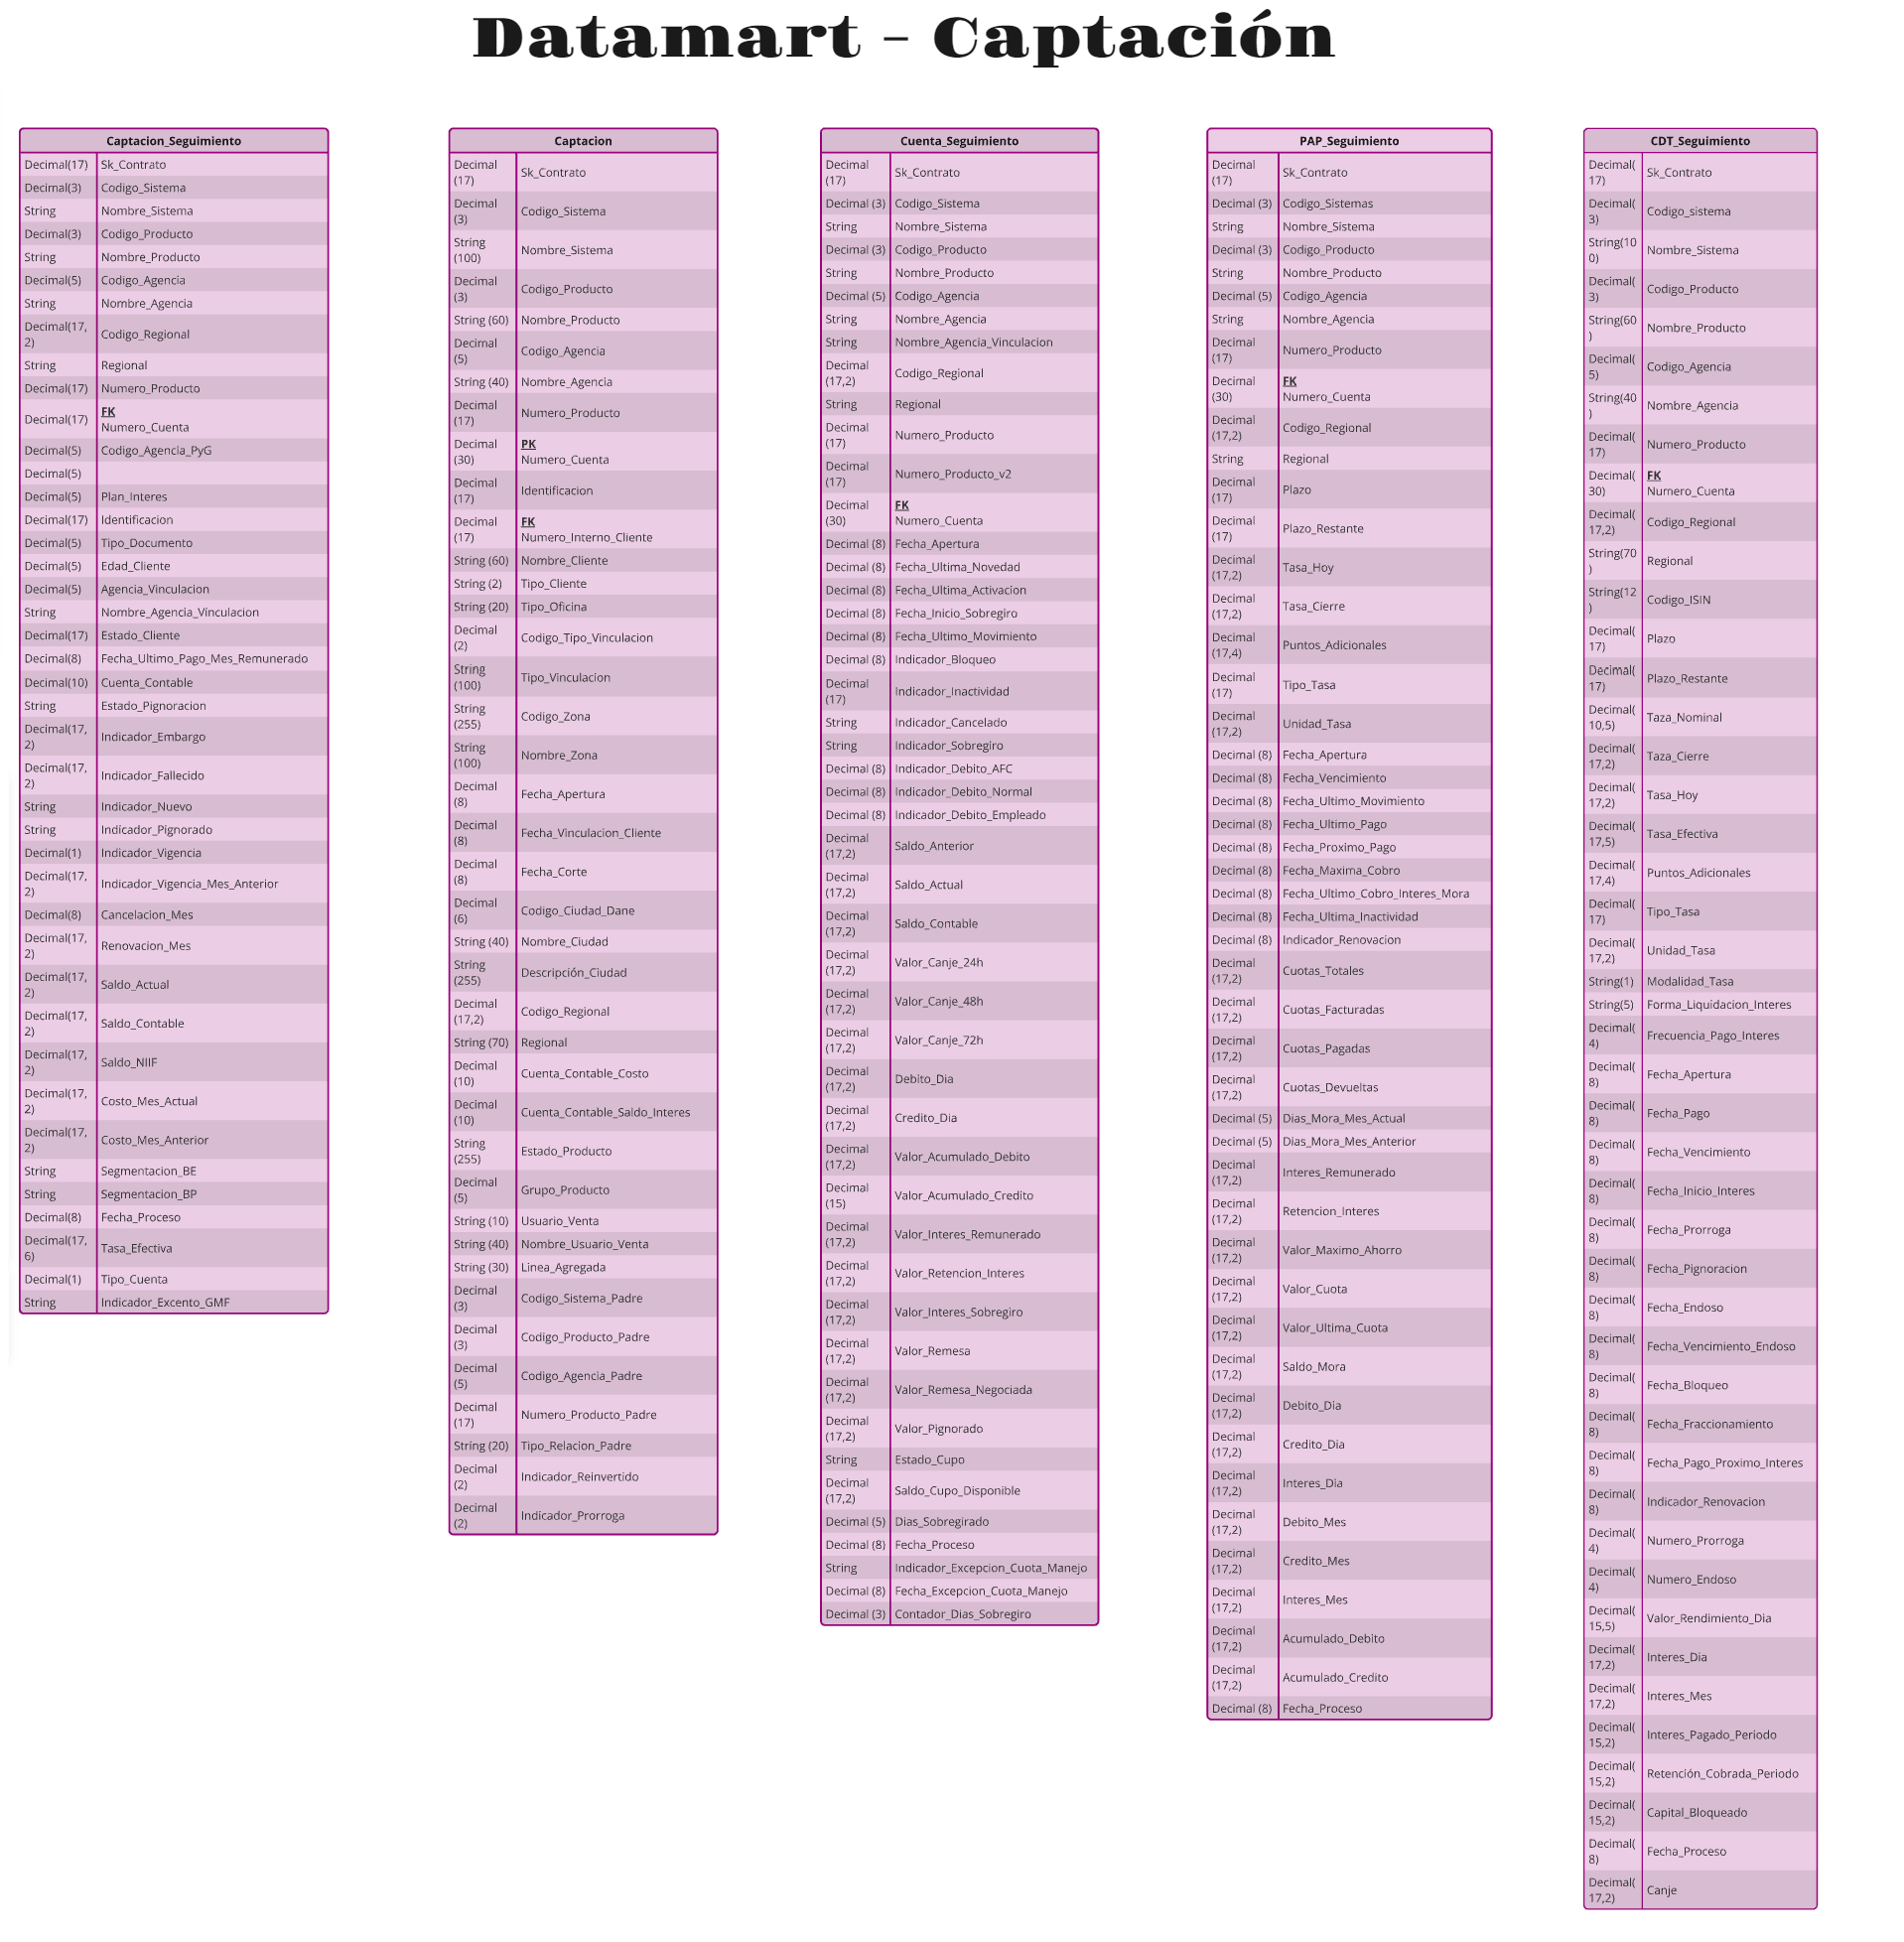 Datamart - Captación
Captacion_Seguimiento
Decimal(17) Sk_Contrato
Decimal(3) Codigo_Sistema
String Nombre_Sistema
Decimal(3) Codigo_Producto
String Nombre_Producto
Decimal(5) Codigo_Agencia
String Nombre_Agencia
Decimal(17,
2) Codigo_Regional
String Regional
Decimal(17) Numero_Producto
Decimal(17) FK
Numero_Cuenta
Decimal(5) Codigo_Agencla_PyG
Decimal(5)
Decimal(5) Plan_Interes
Decimal(17) Identificacion
Decimal(5) Tipo_Documento
Decimal(5) Edad_Cliente
Decimal(5) Agencia_Vinculacion
String Nombre_Agencia_Vinculacion
Decimal(17) Estado_Cliente
Decimal(8) Fecha_Ultimo_Pago_Mes_Remunerado
Decimal(10) Cuenta_Contable
String Estado_Pignoracion
Decimal(17,
2) Indicador_Embargo
Decimal(17,
2) Indicador_Fallecido
String Indicador_Nuevo
String Indicador_Pignorado
Decimal(1) Indicador_Vigencia
Decimal(17,
2) Indicador_Vigencia_Mes_Anterior
Decimal(8) Cancelacion_Mes
Decimal(17,
2) Renovacion_Mes
Decimal(17,
2) Saldo_Actual
Decimal(17,
2) Saldo_Contable
Decimal(17,
2) Saldo_NIIF
Decimal(17,
2) Costo_Mes_Actual
Decimal(17,
2) Costo_Mes_Anterior
String Segmentacion_BE
String Segmentacion_BP
Decimal(8) Fecha_Proceso
Decimal(17,
6) Tasa_Efectiva
Decimal(1) Tipo_Cuenta
String Indicador_Excento_GMF
Captacion
Decimal
(17) Sk_Contrato
Decimal
(3) Codigo_Sistema
String
(100) Nombre_Sistema
Decimal
(3) Codigo_Producto
String (60) Nombre_Producto
Decimal
(5) Codigo_Agencia
String (40) Nombre_Agencia
Decimal
(17) Numero_Producto
Decimal
(30) PK
Numero_Cuenta
Decimal
(17) Identificacion
Decimal
(17) FK
Numero_Interno_Cliente
String (60) Nombre_Cliente
String (2) Tipo_Cliente
String (20) Tipo_Oficina
Decimal
(2) Codigo_Tipo_Vinculacion
String
(100) Tipo_Vinculacion
String
(255) Codigo_Zona
String
(100) Nombre_Zona
Decimal
(8) Fecha_Apertura
Decimal
(8) Fecha_Vinculacion_Cliente
Decimal
(8) Fecha_Corte
Decimal
(6) Codigo_Ciudad_Dane
String (40) Nombre_Ciudad
String
(255) Descripción_Ciudad
Decimal
(17,2) Codigo_Regional
String (70) Regional
Decimal
(10) Cuenta_Contable_Costo
Decimal
(10) Cuenta_Contable_Saldo_Interes
String
(255) Estado_Producto
Decimal
(5) Grupo_Producto
String (10) Usuario_Venta
String (40) Nombre_Usuario_Venta
String (30) Linea_Agregada
Decimal
(3) Codigo_Sistema_Padre
Decimal
(3) Codigo_Producto_Padre
Decimal
(5) Codigo_Agencia_Padre
Decimal
(17) Numero_Producto_Padre
String (20) Tipo_Relacion_Padre
Decimal
(2) Indicador_Reinvertido
Decimal
(2) Indicador_Prorroga
Cuenta_Seguimiento
Decimal
(17) Sk_Contrato
Decimal (3) Codigo_Sistema
String Nombre_Sistema
Decimal (3) Codigo_Producto
String Nombre_Producto
Decimal (5) Codigo_Agencia
String Nombre_Agencia
String Nombre_Agencia_Vinculacion
Decimal
(17,2) Codigo_Regional
String Regional
Decimal
(17) Numero_Producto
Decimal
(17) Numero_Producto_v2
Decimal
(30) FK
Numero_Cuenta
Decimal (8) Fecha_Apertura
Decimal (8) Fecha_Ultima_Novedad
Decimal (8) Fecha_Ultima_Activacion
Decimal (8) Fecha_Inicio_Sobregiro
Decimal (8) Fecha_Ultimo_Movimiento
Decimal (8) Indicador_Bloqueo
Decimal
(17) Indicador_Inactividad
String Indicador_Cancelado
String Indicador_Sobregiro
Decimal (8) Indicador_Debito_AFC
Decimal (8) Indicador_Debito_Normal
Decimal (8) Indicador_Debito_Empleado
Decimal
(17,2) Saldo_Anterior
Decimal
(17,2) Saldo_Actual
Decimal
(17,2) Saldo_Contable
Decimal
(17,2) Valor_Canje_24h
Decimal
(17,2) Valor_Canje_48h
Decimal
(17,2) Valor_Canje_72h
Decimal
(17,2) Debito_Dia
Decimal
(17,2) Credito_Dia
Decimal
(17,2) Valor_Acumulado_Debito
Decimal
(15) Valor_Acumulado_Credito
Decimal
(17,2) Valor_Interes_Remunerado
Decimal
(17,2) Valor_Retencion_Interes
Decimal
(17,2) Valor_Interes_Sobregiro
Decimal
(17,2) Valor_Remesa
Decimal
(17,2) Valor_Remesa_Negociada
Decimal
(17,2) Valor_Pignorado
String Estado_Cupo
Decimal
(17,2) Saldo_Cupo_Disponible
Decimal (5) Dias_Sobregirado
Decimal (8) Fecha_Proceso
String Indicador_Excepcion_Cuota_Manejo
Decimal (8) Fecha_Excepcion_Cuota_Manejo
Decimal (3) Contador_Dias_Sobregiro
PAP_Seguimiento
Decimal
(17) Sk_Contrato
Decimal (3) Codigo_Sistemas
String Nombre_Sistema
Decimal (3) Codigo_Producto
String Nombre_Producto
Decimal (5) Codigo_Agencia
String Nombre_Agencia
Decimal
(17) Numero_Producto
Decimal
(30) FK
Numero_Cuenta
Decimal
(17,2) Codigo_Regional
String Regional
Decimal
(17) Plazo
Decimal
(17) Plazo_Restante
Decimal
(17,2) Tasa_Hoy
Decimal
(17,2) Tasa_Cierre
Decimal
(17,4) Puntos_Adicionales
Decimal
(17) Tipo_Tasa
Decimal
(17,2) Unidad_Tasa
Decimal (8) Fecha_Apertura
Decimal (8) Fecha_Vencimiento
Decimal (8) Fecha_Ultimo_Movimiento
Decimal (8) Fecha_Ultimo_Pago
Decimal (8) Fecha_Proximo_Pago
Decimal (8) Fecha_Maxima_Cobro
Decimal (8) Fecha_Ultimo_Cobro_Interes_Mora
Decimal (8) Fecha_Ultima_Inactividad
Decimal (8) Indicador_Renovacion
Decimal
(17,2) Cuotas_Totales
Decimal
(17,2) Cuotas_Facturadas
Decimal
(17,2) Cuotas_Pagadas
Decimal
(17,2) Cuotas_Devueltas
Decimal (5) Dias_Mora_Mes_Actual
Decimal (5) Dias_Mora_Mes_Anterior
Decimal
(17,2) Interes_Remunerado
Decimal
(17,2) Retencion_Interes
Decimal
(17,2) Valor_Maximo_Ahorro
Decimal
(17,2) Valor_Cuota
Decimal
(17,2) Valor_Ultima_Cuota
Decimal
(17,2) Saldo_Mora
Decimal
(17,2) Debito_Dia
Decimal
(17,2) Credito_Dia
Decimal
(17,2) Interes_Dia
Decimal
(17,2) Debito_Mes
Decimal
(17,2) Credito_Mes
Decimal
(17,2) Interes_Mes
Decimal
(17,2) Acumulado_Debito
Decimal
(17,2) Acumulado_Credito
Decimal (8) Fecha_Proceso
CDT_Seguimiento
Decimal(
17) Sk_Contrato
Decimal(
3) Codigo_sistema
String(10
0) Nombre_Sistema
Decimal(
3) Codigo_Producto
String(60
) Nombre_Producto
Decimal(
5) Codigo_Agencia
String(40
) Nombre_Agencia
Decimal(
17) Numero_Producto
Decimal(
30) FK
Numero_Cuenta
Decimal(
17,2) Codigo_Regional
String(70
) Regional
String(12
) Codigo_ISIN
Decimal(
17) Plazo
Decimal(
17) Plazo_Restante
Decimal(
10,5) Taza_Nominal
Decimal(
17,2) Taza_Cierre
Decimal(
17,2) Tasa_Hoy
Decimal(
17,5) Tasa_Efectiva
Decimal(
17,4) Puntos_Adicionales
Decimal(
17) Tipo_Tasa
Decimal(
17,2) Unidad_Tasa
String(1) Modalidad_Tasa
String(5) Forma_Liquidacion_Interes
Decimal(
4) Frecuencia_Pago_Interes
Decimal(
8) Fecha_Apertura
Decimal(
8) Fecha_Pago
Decimal(
8) Fecha_Vencimiento
Decimal(
8) Fecha_Inicio_Interes
Decimal(
8) Fecha_Prorroga
Decimal(
8) Fecha_Pignoracion
Decimal(
8) Fecha_Endoso
Decimal(
8) Fecha_Vencimiento_Endoso
Decimal(
8) Fecha_Bloqueo
Decimal(
8) Fecha_Fraccionamiento
Decimal(
8) Fecha_Pago_Proximo_Interes
Decimal(
8) Indicador_Renovacion
Decimal(
4) Numero_Prorroga
Decimal(
4) Numero_Endoso
Decimal(
15,5) Valor_Rendimiento_Dia
Decimal(
17,2) Interes_Dia
Decimal(
17,2) Interes_Mes
Decimal(
15,2) Interes_Pagado_Periodo
Decimal(
15,2) Retención_Cobrada_Periodo
Decimal(
15,2) Capital_Bloqueado
Decimal(
8) Fecha_Proceso
Decimal(
17,2) Canje